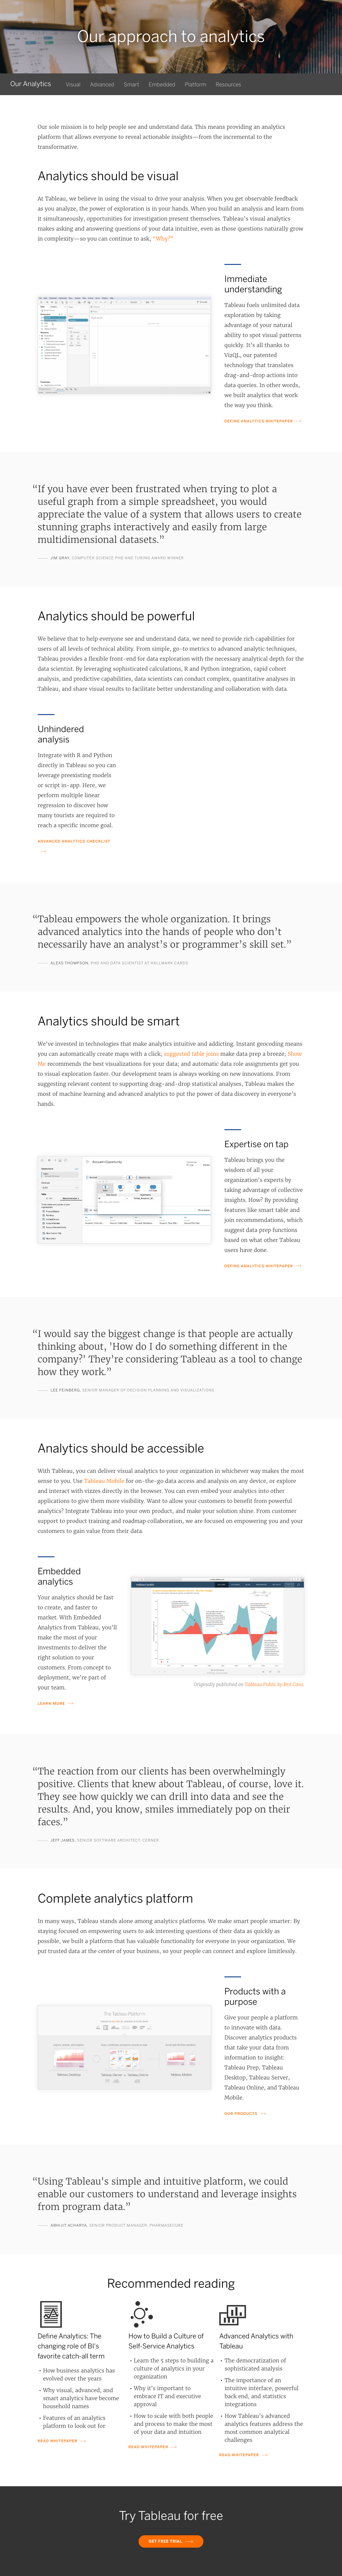 Our approach to analytics
Our Analytics Visual Advanced Smart Embedded Platform Resources
Our sole mission is to help people see and understand data. This means providing an analytics
platform that allows everyone to reveal actionable insights—from the incremental to the
transformative.
Analytics should be visual
At Tableau, we believe in using the visual to drive your analysis. When you get observable feedback
as you analyze, the power of exploration is in your hands. When you build an analysis and learn from
it simultaneously, opportunities for investigation present themselves. Tableau's visual analytics
makes asking and answering questions of your data intuitive, even as those questions naturally grow
in complexity—so you can continue to ask, "Why?"
Immediate
understanding
Tableau fuels unlimited data
exploration by taking
advantage of your natural
ability to spot visual patterns
quickly. It's all thanks to
VizQL, our patented
technology that translates
drag-and-drop actions into
data queries. In other words,
we built analytics that work
the way you think.
DEFINE ANALYTICS WHITEPAPER
“If you have ever been frustrated when trying to plot a
useful graph from a simple spreadsheet, you would
appreciate the value of a system that allows users to create
stunning graphs interactively and easily from large
multidimensional datasets.”
JIM GRAY, COMPUTER SCIENCE PHD AND TURING AWARD WINNER
Analytics should be powerful
We believe that to help everyone see and understand data, we need to provide rich capabilities for
users of all levels of technical ability. From simple, go-to metrics to advanced analytic techniques,
Tableau provides a flexible front-end for data exploration with the necessary analytical depth for the
data scientist. By leveraging sophisticated calculations, R and Python integration, rapid cohort
analysis, and predictive capabilities, data scientists can conduct complex, quantitative analyses in
Tableau, and share visual results to facilitate better understanding and collaboration with data.
Unhindered
analysis
Integrate with R and Python
directly in Tableau so you can
leverage preexisting models
or script in-app. Here, we
perform multiple linear
regression to discover how
many tourists are required to
reach a specific income goal.
ADVANCED ANALYTICS CHECKLIST
“Tableau empowers the whole organization. It brings
advanced analytics into the hands of people who don’t
necessarily have an analyst’s or programmer’s skill set.”
ALEXS THOMPSON, PHD AND DATA SCIENTIST AT HALLMARK CARDS
Analytics should be smart
We've invested in technologies that make analytics intuitive and addicting. Instant geocoding means
you can automatically create maps with a click; suggested table joins make data prep a breeze; Show
Me recommends the best visualizations for your data; and automatic data role assignments get you
to visual exploration faster. Our development team is always working on new innovations. From
suggesting relevant content to supporting drag-and-drop statistical analyses, Tableau makes the
most of machine learning and advanced analytics to put the power of data discovery in everyone's
hands.
Expertise on tap
Tableau brings you the
wisdom of all your
organization's experts by
taking advantage of collective
insights. How? By providing
features like smart table and
join recommendations, which
suggest data prep functions
based on what other Tableau
users have done.
DEFINE ANALYTICS WHITEPAPER
“I would say the biggest change is that people are actually
thinking about, 'How do I do something different in the
company?' They’re considering Tableau as a tool to change
how they work.”
LEE FEINBERG, SENIOR MANAGER OF DECISION PLANNING AND VISUALIZATIONS
Analytics should be accessible
With Tableau, you can deliver visual analytics to your organization in whichever way makes the most
sense to you. Use Tableau Mobile for on-the-go data access and analysis on any device, or explore
and interact with vizzes directly in the browser. You can even embed your analytics into other
applications to give them more visibility. Want to allow your customers to benefit from powerful
analytics? Integrate Tableau into your own product, and make your solution shine. From customer
support to product training and roadmap collaboration, we are focused on empowering you and your
customers to gain value from their data.
Embedded
analytics
Your analytics should be fast
to create, and faster to
market. With Embedded
Analytics from Tableau, you'll
make the most of your
investments to deliver the
right solution to your
customers. From concept to
deployment, we're part of
your team.
LEARN MORE
Originally published on Tableau Public by Brit Cava.
“The reaction from our clients has been overwhelmingly
positive. Clients that knew about Tableau, of course, love it.
They see how quickly we can drill into data and see the
results. And, you know, smiles immediately pop on their
faces.”
JEFF JAMES, SENIOR SOFTWARE ARCHITECT, CERNER
Complete analytics platform
In many ways, Tableau stands alone among analytics platforms. We make smart people smarter: By
staying focused on empowering users to ask interesting questions of their data as quickly as
possible, we built a platform that has valuable functionality for everyone in your organization. We
put trusted data at the center of your business, so your people can connect and explore limitlessly.
The Tableau Platform
Products with a
purpose
Give your people a platform
to innovate with data.
Discover analytics products
that take your data from
information to insight:
Tableau Prep, Tableau
Desktop, Tableau Server,
Tableau Online, and Tableau
Mobile.
OUR PRODUCTS
“Using Tableau's simple and intuitive platform, we could
enable our customers to understand and leverage insights
from program data.”
ABHIJIT ACHARYA, SENIOR PRODUCT MANAGER, PHARMASECURE
Recommended reading
Define Analytics: The
changing role of BI's
favorite catch-all term
• How business analytics has
evolved over the years
• Why visual, advanced, and
smart analytics have become
household names
• Features of an analytics
platform to look out for
READ WHITEPAPER
How to Build a Culture of
Self-Service Analytics
• Learn the 5 steps to building a
culture of analytics in your
organization
• Why it's important to
embrace IT and executive
approval
• How to scale with both people
and process to make the most
of your data and intuition
READ WHITEPAPER
Advanced Analytics with
Tableau
• The democratization of
sophisticated analysis
• The importance of an
intuitive interface, powerful
back end, and statistics
integrations
• How Tableau's advanced
analytics features address the
most common analytical
challenges
READ WHITEPAPER
Try Tableau for free
GET FREE TRIAL